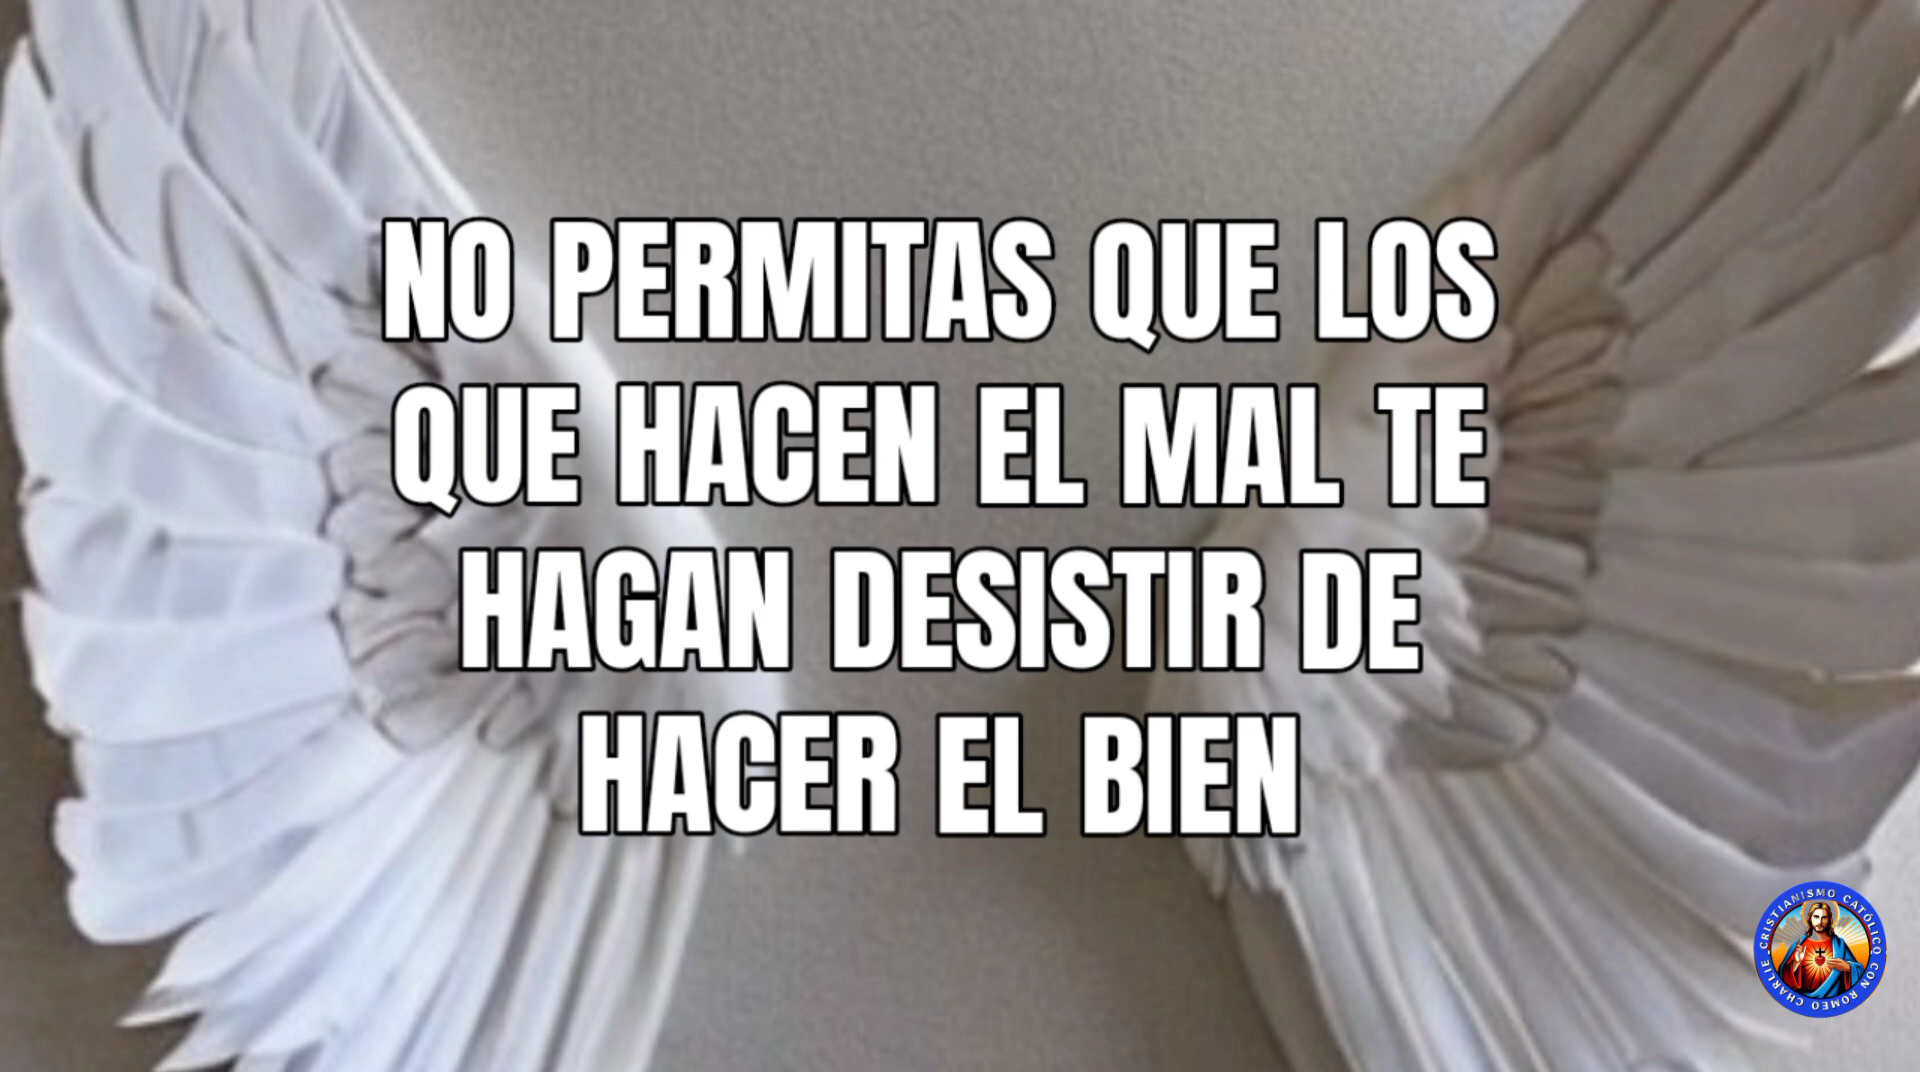 NO PERMITAS QUE LOS
QUE HACEN EL MAL TE
HAGAN DESISTIR DE
HACER EL BIEN
CRISTIANISMO CATÓLICO CON ROMEO CHARLIE